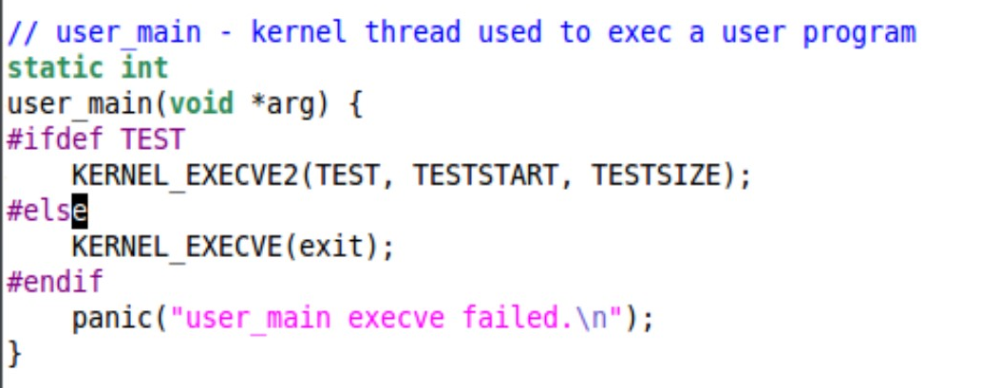 // user_main - kernel thread used to exec a user program
static int
user_main(void *arg) {
#ifdef TEST
    KERNEL_EXECVE2(TEST, TESTSTART, TESTSIZE);
#else
    KERNEL_EXECVE(exit);
#endif
    panic("user_main execve failed.\n");
}